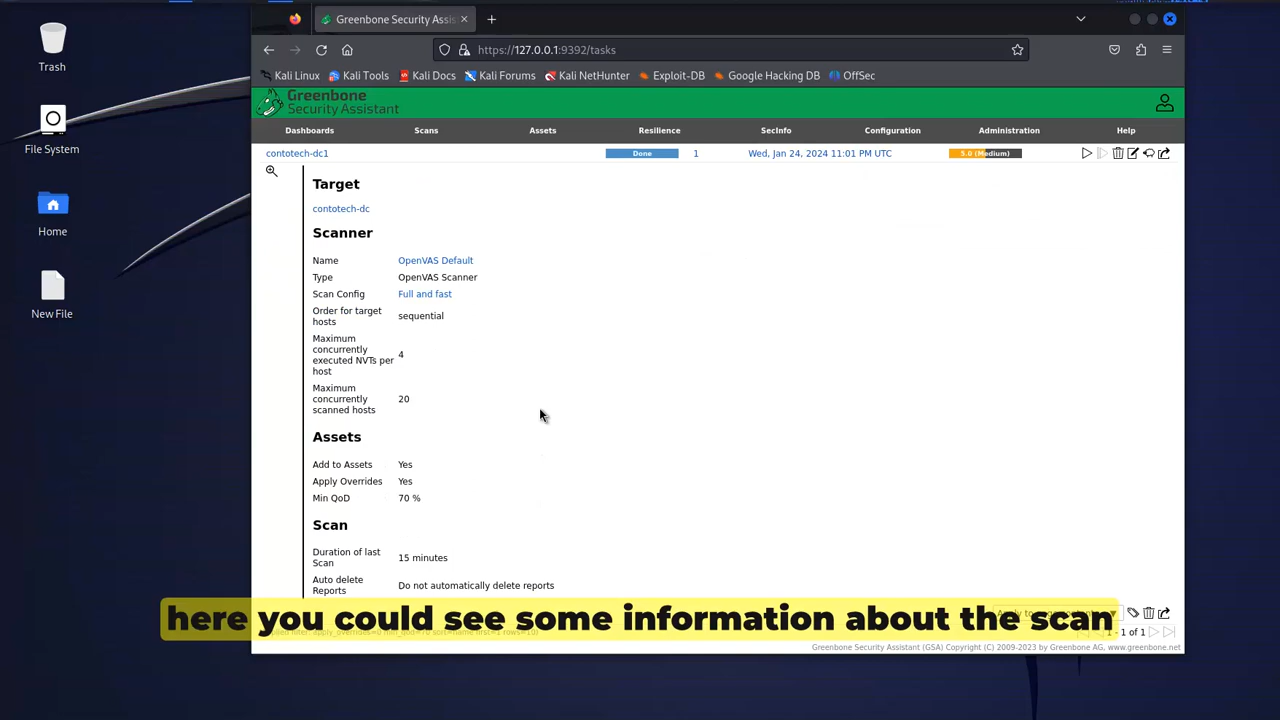 Trash
File System
Home
New File
Greenbone Security Assis
https://127.0.0.1:9392/tasks
Kali Linux Kali Tools Kali Docs Kali Forums Kali NetHunter Exploit-DB Google Hacking DB OffSec
Greenbone
Security Assistant
Dashboards Scans Assets Resilience SecInfo Configuration Administration Help
contotech-dc1 Done 1 Wed, Jan 24, 2024 11:01 PM UTC 5.0 (Medium)
Target
contotech-dc
Scanner
Name OpenVAS Default
Type OpenVAS Scanner
Scan Config Full and fast
Order for target
hosts sequential
Maximum
concurrently
executed NVTs per
host 4
Maximum
concurrently
scanned hosts 20
Assets
Add to Assets Yes
Apply Overrides Yes
Min QoD 70 %
Scan
Duration of last
Scan 15 minutes
Auto delete
Reports Do not automatically delete reports
here you could see some information about the scan
1 - 1 of 1
Greenbone Security Assistant (GSA) Copyright (C) 2009-2023 by Greenbone AG, www.greenbone.net